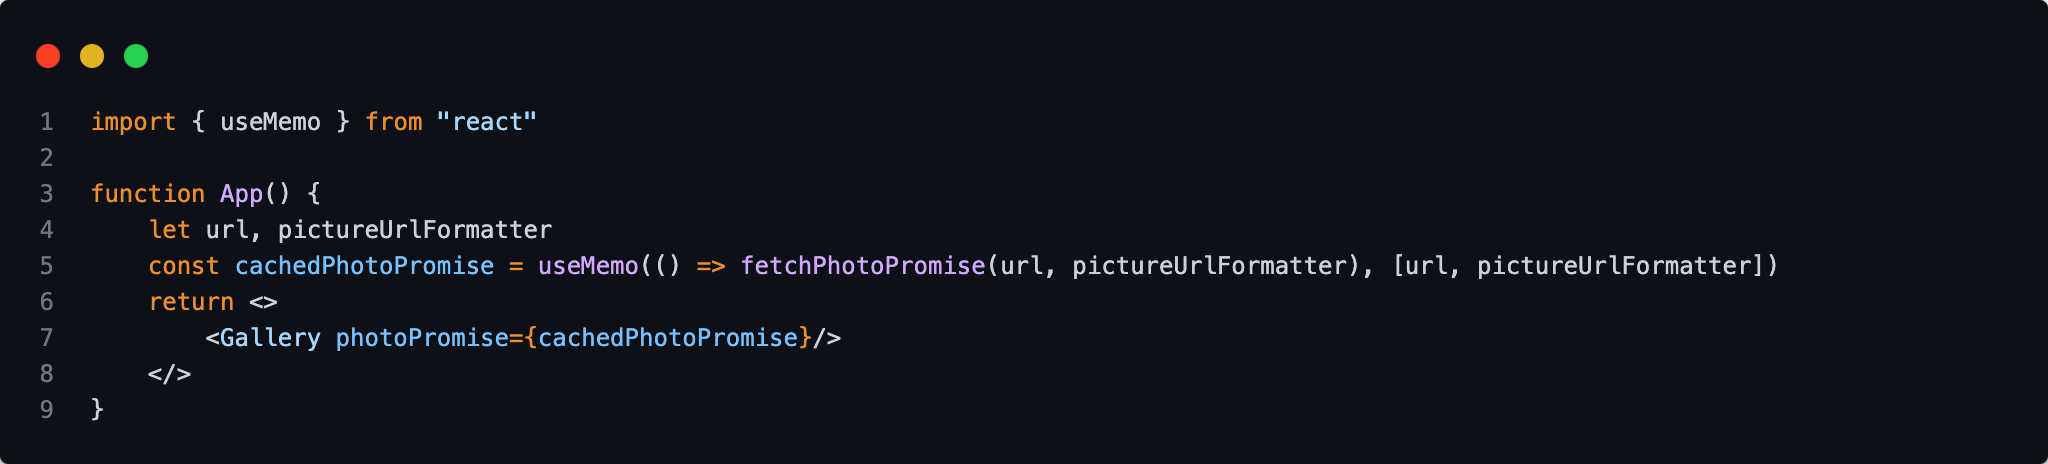 1 import { useMemo } from "react"
2
3 function App() {
4     let url, pictureUrlFormatter
5     const cachedPhotoPromise = useMemo(() => fetchPhotoPromise(url, pictureUrlFormatter), [url, pictureUrlFormatter])
6     return <>
7         <Gallery photoPromise={cachedPhotoPromise}/>
8     </>
9 }